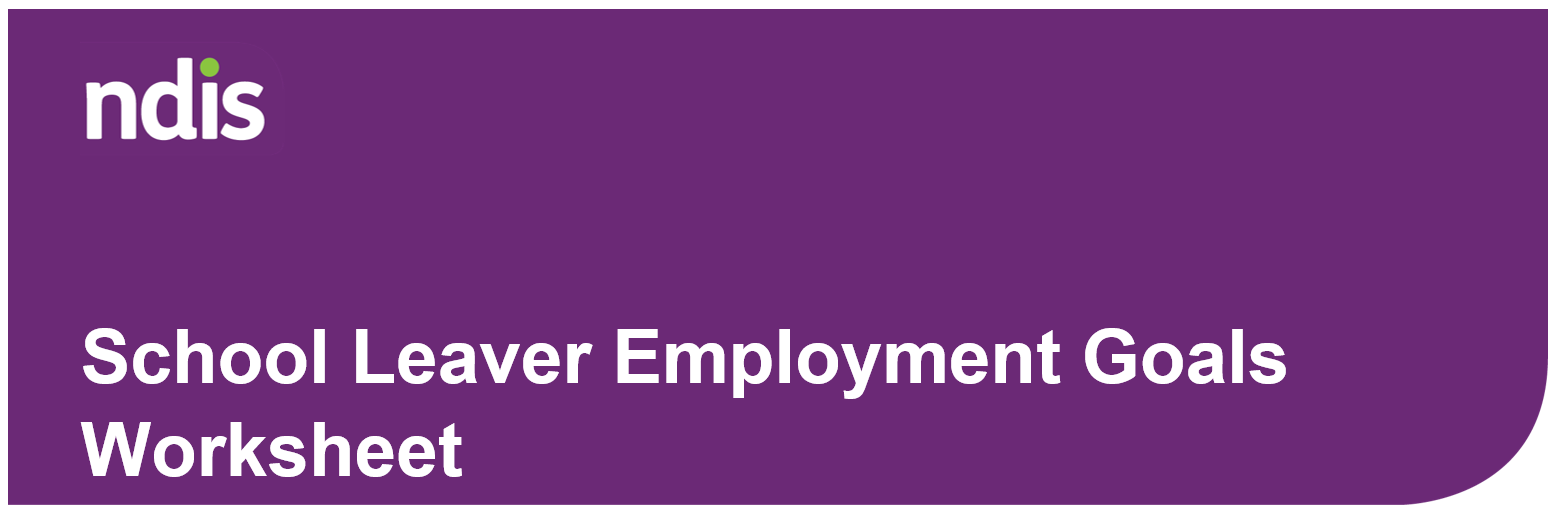 ndis
School Leaver Employment Goals
Worksheet